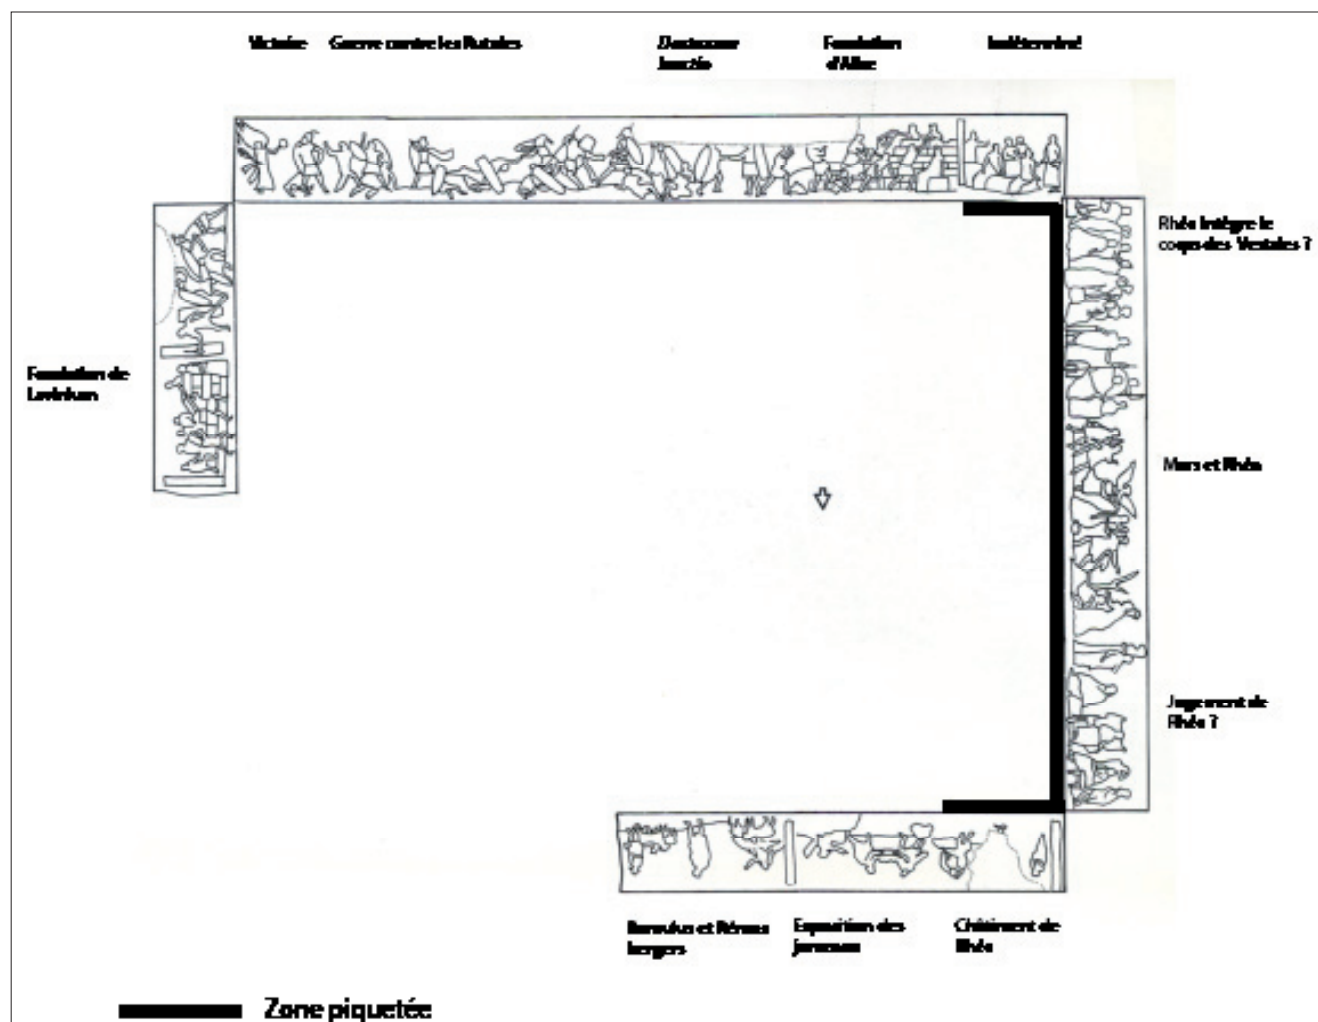 Victoire
Guerre contre les Rutules
Fondation
d'Albe
Indéterminé
Rhéa intègre le
corps des Vestales ?
Fondation de
Lavinium
Mars et Rhéa
Jugement de
Rhéa ?
Romulus et Rémus
bergers
Exposition des
jumeaux
Châtiment de
Rhéa
Zone piquetée